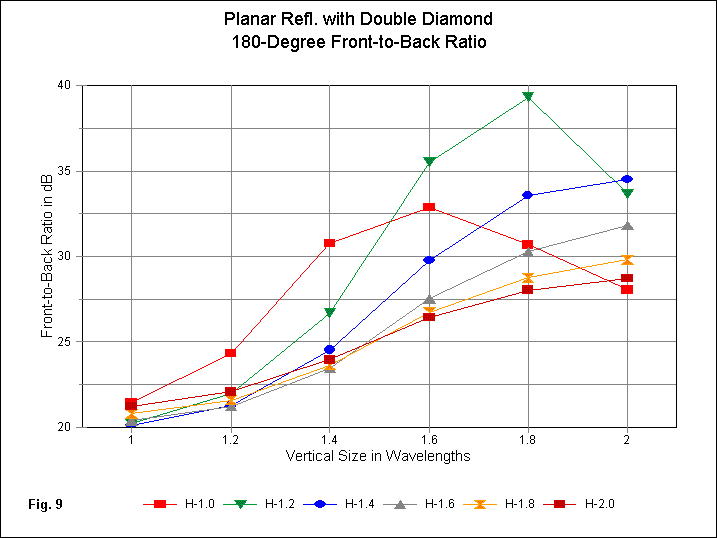 Planar Refl. with Double Diamond
180-Degree Front-to-Back Ratio
40
35
30
25
20
Front-to-Back Ratio in dB
1 1.2 1.4 1.6 1.8 2
Vertical Size in Wavelengths
Fig. 9 H-1.0 H-1.2 H-1.4 H-1.6 H-1.8 H-2.0